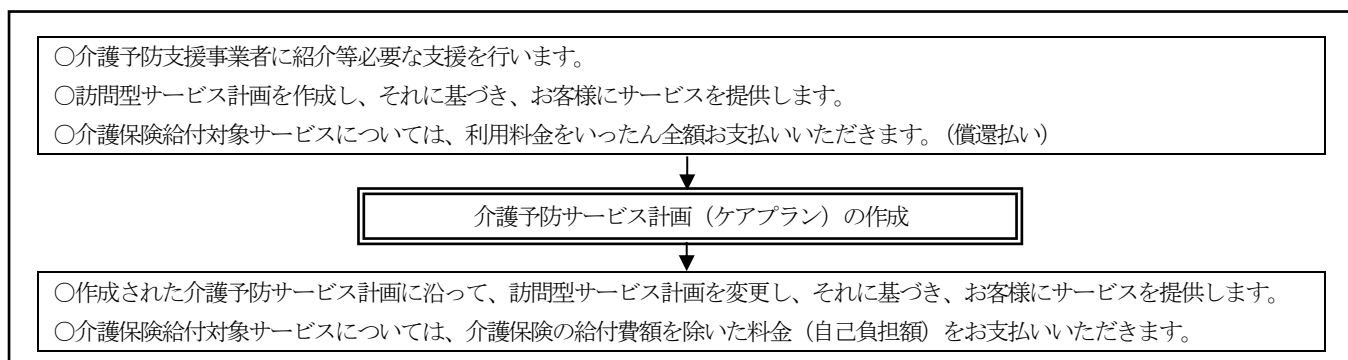 ○介護予防支援事業者に紹介等必要な支援を行います。
○訪問型サービス計画を作成し、それに基づき、お客様にサービスを提供します。
○介護保険給付対象サービスについては、利用料金をいったん全額お支払いいただきます。（償還払い）
介護予防サービス計画（ケアプラン）の作成
○作成された介護予防サービス計画に沿って、訪問型サービス計画を変更し、それに基づき、お客様にサービスを提供します。
○介護保険給付対象サービスについては、介護保険の給付費額を除いた料金（自己負担額）をお支払いいただきます。